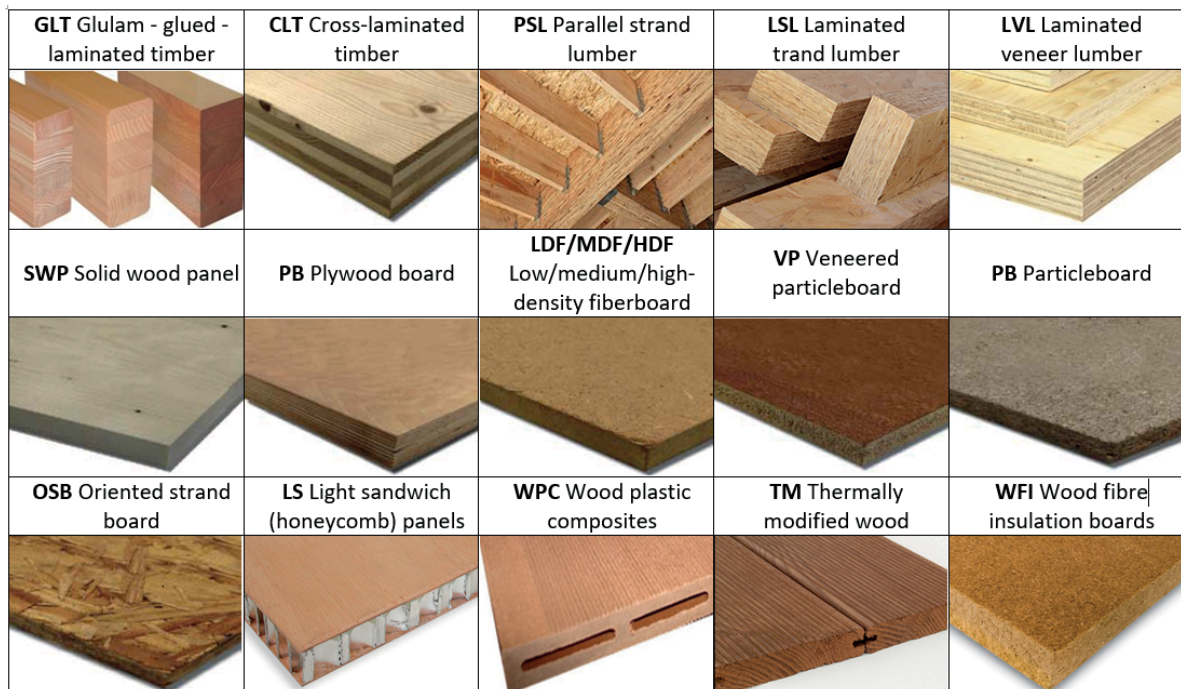 GLT Glulam - glued -
laminated timber
CLT Cross-laminated
timber
PSL Parallel strand
lumber
LSL Laminated
trand lumber
LVL Laminated
veneer lumber
SWP Solid wood panel
PB Plywood board
LDF/MDF/HDF
Low/medium/high-
density fiberboard
VP Veneered
particleboard
PB Particleboard
OSB Oriented strand
board
LS Light sandwich
(honeycomb) panels
WPC Wood plastic
composites
TM Thermally
modified wood
WFI Wood fibre
insulation boards